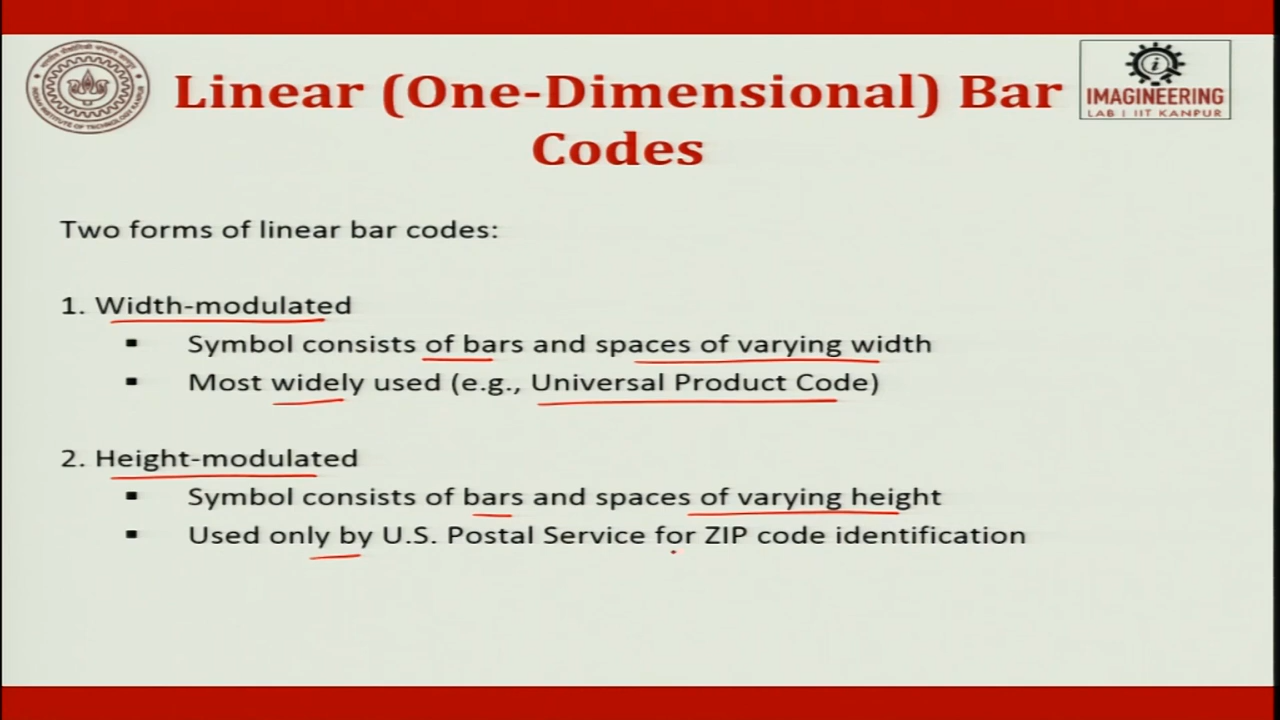 Linear (One-Dimensional) Bar
Codes
IMAGINEERING
LAB | IIT KANPUR
Two forms of linear bar codes:
1. Width-modulated
▪ Symbol consists of bars and spaces of varying width
▪ Most widely used (e.g., Universal Product Code)
2. Height-modulated
▪ Symbol consists of bars and spaces of varying height
▪ Used only by U.S. Postal Service for ZIP code identification